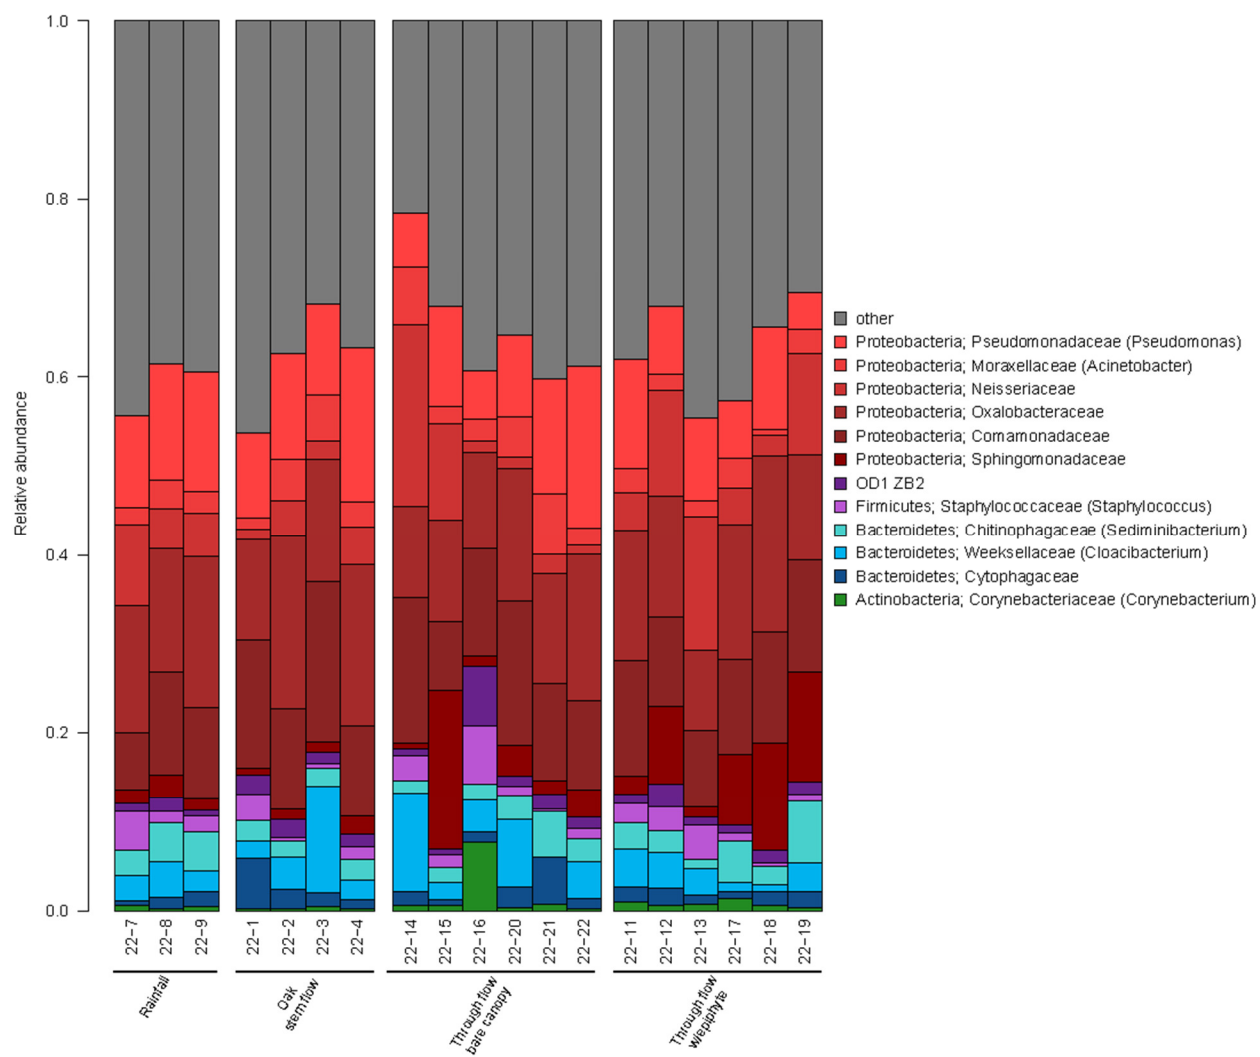 1.0
0.8
0.6
0.4
0.2
0.0
Relative abundance
22-7
22-8
22-9
22-1
22-2
22-3
22-4
22-14
22-15
22-16
22-20
22-21
22-22
22-11
22-12
22-13
22-17
22-18
22-19
Rainfall
Oak
stemflow
Through flow
bare canopy
Through flow
w/epiphyte
other
Proteobacteria; Pseudomonadaceae (Pseudomonas)
Proteobacteria; Moraxellaceae (Acinetobacter)
Proteobacteria; Neisseriaceae
Proteobacteria; Oxalobacteraceae
Proteobacteria; Comamonadaceae
Proteobacteria; Sphingomonadaceae
OD1 ZB2
Firmicutes; Staphylococcaceae (Staphylococcus)
Bacteroidetes; Chitinophagaceae (Sediminibacterium)
Bacteroidetes; Weeksellaceae (Cloacibacterium)
Bacteroidetes; Cytophagaceae
Actinobacteria; Corynebacteriaceae (Corynebacterium)